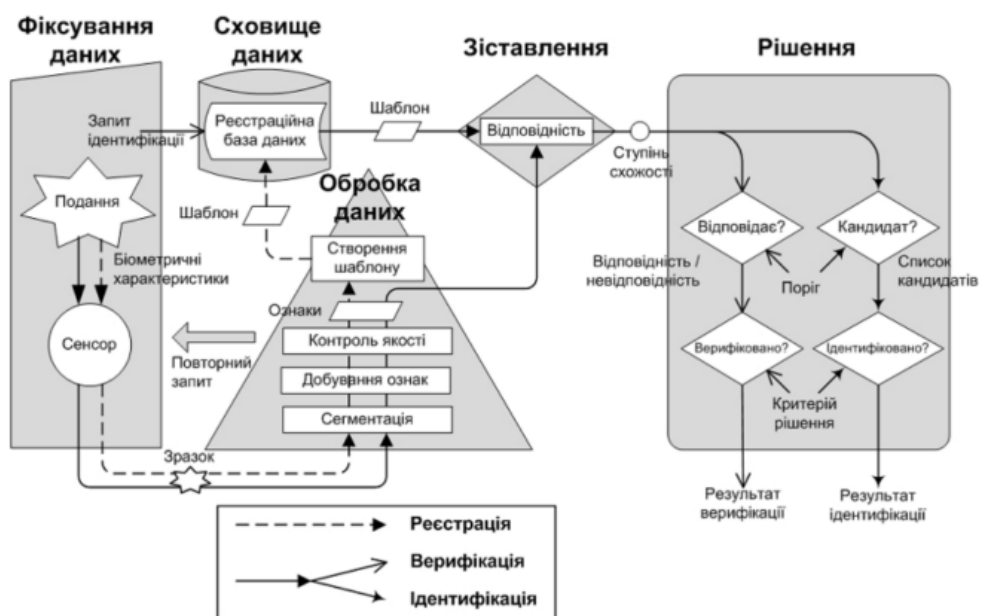 Фіксування
даних
Сховище
даних
Зіставлення
Рішення
Запит
ідентифікації
Реєстраційна
база даних
Шаблон
Відповідність
Ступінь
схожості
Подання
Шаблон
Обробка
даних
Створення
шаблону
Біометричні
характеристики
Ознаки
Сенсор
Повторний
запит
Контроль якості
Добування ознак
Сегментація
Зразок
Відповідає?
Кандидат?
Відповідність /
невідповідність
Поріг
Список
кандидатів
Верифіковано?
Ідентифіковано?
Критерій
рішення
Результат
верифікації
Результат
ідентифікації
Реєстрація
Верифікація
Ідентифікація